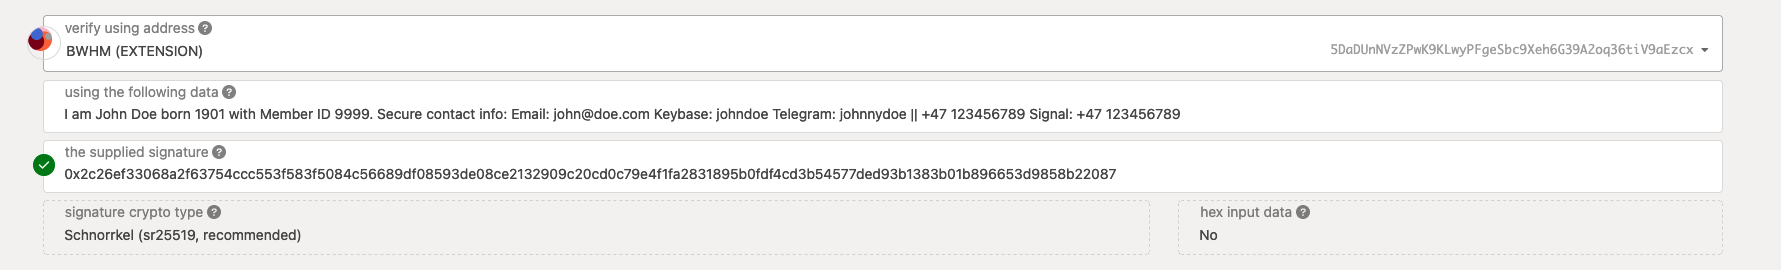 verify using address ?
BWHM (EXTENSION) 5DaDUnNVzZPwK9KLwyPFgeSbc9Xeh6G39A2oq36tiV9aEzcx
using the following data ?
I am John Doe born 1901 with Member ID 9999. Secure contact info: Email: john@doe.com Keybase: johndoe Telegram: johnnydoe || +47 123456789 Signal: +47 123456789
the supplied signature ?
0x2c26ef33068a2f63754ccc553f583f5084c56689df08593de08ce2132909c20cd0c79e4f1fa2831895b0fdf4cd3b54577ded93b1383b01b896653d9858b22087
signature crypto type ? hex input data ?
Schnorrkel (sr25519, recommended) No